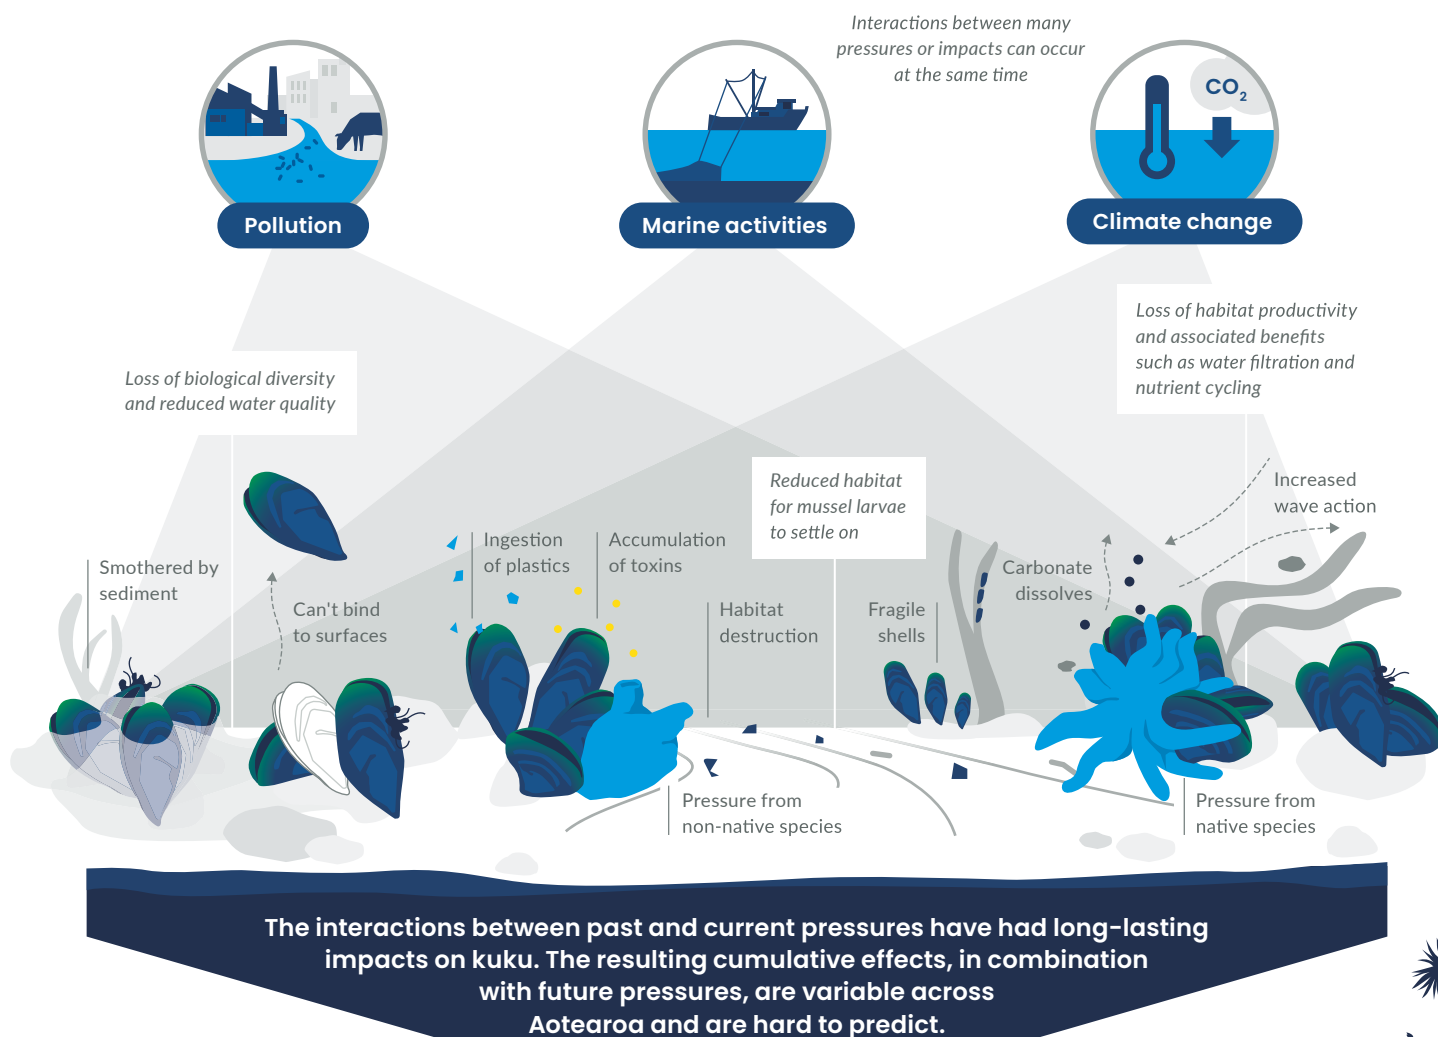 Interactions between many
pressures or impacts can occur
at the same time
CO2
Pollution
Marine activities
Climate change
Loss of habitat productivity
and associated benefits
such as water filtration and
nutrient cycling
Loss of biological diversity
and reduced water quality
Reduced habitat
for mussel larvae
to settle on
Increased
wave action
Smothered by
sediment
Can't bind
to surfaces
Ingestion
of plastics
Accumulation
of toxins
Habitat
destruction
Fragile
shells
Carbonate
dissolves
Pressure from
non-native species
Pressure from
native species
The interactions between past and current pressures have had long-lasting
impacts on kuku. The resulting cumulative effects, in combination
with future pressures, are variable across
Aotearoa and are hard to predict.